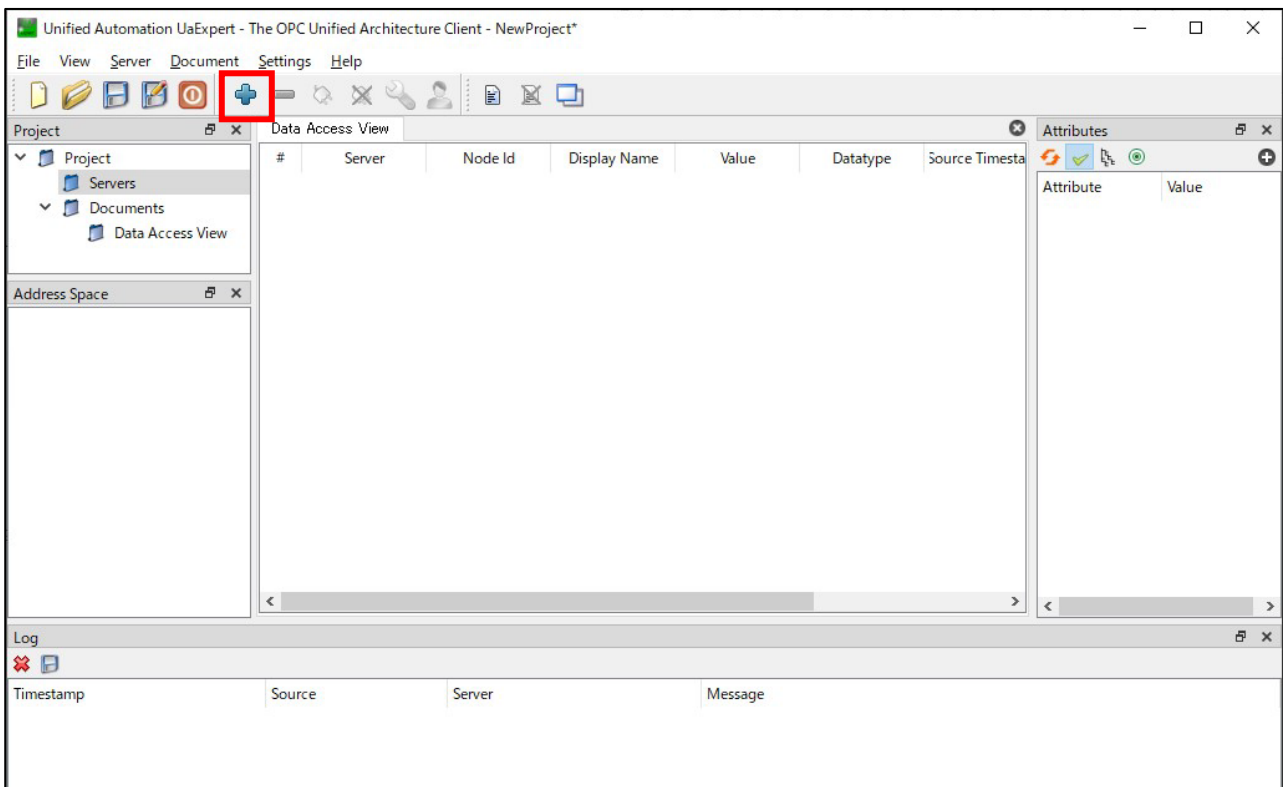 Unified Automation UaExpert - The OPC Unified Architecture Client - NewProject*
File View Server Document Settings Help
Project
Data Access View
Attributes
Project
Servers
Documents
Data Access View
# Server Node Id Display Name Value Datatype Source Timesta
Attribute Value
Address Space
Log
Timestamp Source Server Message